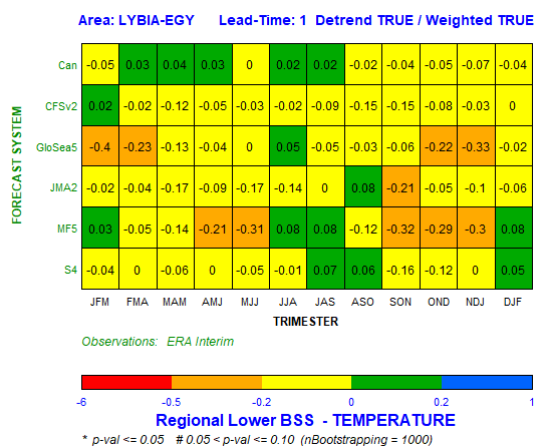 Area: LYBIA-EGY Lead-Time: 1 Detrend TRUE / Weighted TRUE
FORECAST SYSTEM
Can -0.05 0.03 0.04 0.03 0 0.02 0.02 -0.02 -0.04 -0.05 -0.07 -0.04
CFSv2 0.02 -0.02 -0.12 -0.05 -0.03 -0.02 -0.09 -0.15 -0.15 -0.08 -0.03 0
GloSea5 -0.4 -0.23 -0.13 -0.04 0 0.05 -0.05 -0.03 -0.06 -0.22 -0.33 -0.02
JMA2 -0.02 -0.04 -0.17 -0.09 -0.17 -0.14 0 0.08 -0.21 -0.05 -0.1 -0.06
MF5 0.03 -0.05 -0.14 -0.21 -0.31 0.08 0.08 -0.12 -0.32 -0.29 -0.3 0.08
S4 -0.04 0 -0.06 0 -0.05 -0.01 0.07 0.06 -0.16 -0.12 0 0.05
JFM FMA MAM AMJ MJJ JJA JAS ASO SON OND NDJ DJF
TRIMESTER
Observations: ERA Interim
-6 -0.5 -0.2 0 0.2 1
Regional Lower BSS - TEMPERATURE
* p-val <= 0.05 # 0.05 < p-val <= 0.10 (nBootstrapping = 1000)